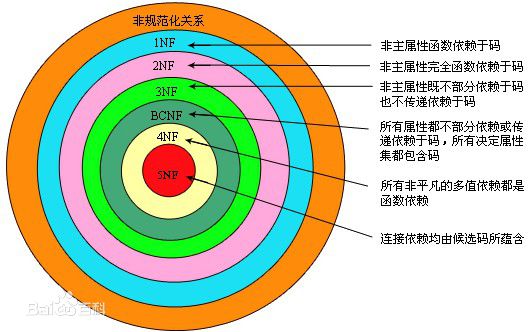 非规范化关系
1NF
2NF
3NF
BCNF
4NF
5NF
非主属性函数依赖于码
非主属性完全函数依赖于码
非主属性既不部分依赖于码
也不传递依赖于码
所有属性都不部分依赖或传
递依赖于码，所有决定属性
集都包含码
所有非平凡的多值依赖都是
函数依赖
连接依赖均由候选码所蕴含
Bai百科